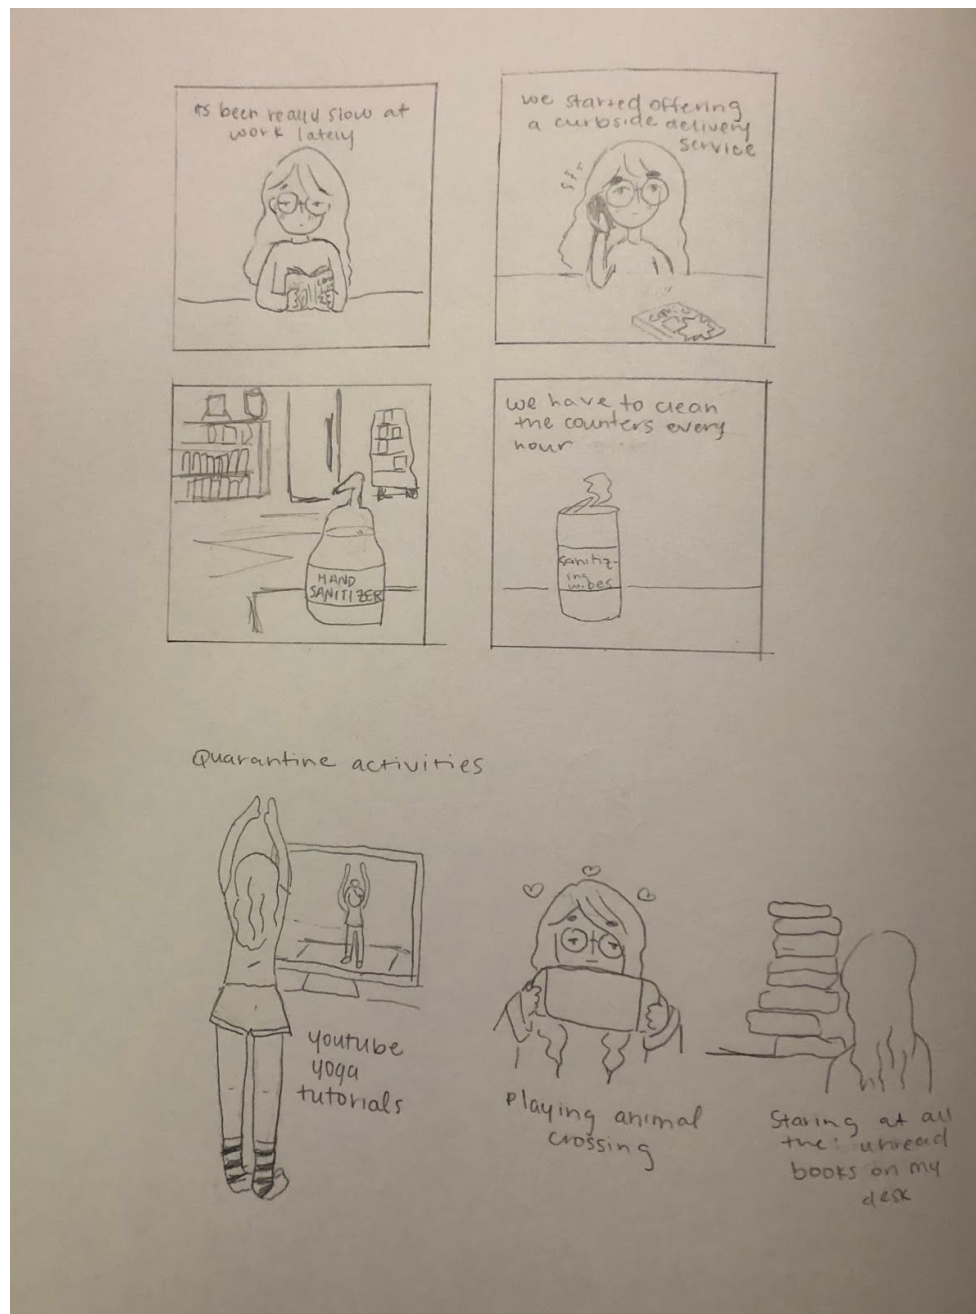 its been really slow at
work lately
we started offering
a curbside delivery
service
HAND
SANITIZER
we have to clean
the counters every
hour
sanitiz-
ing
wipes
Quarantine activities
youtube
yoga
tutorials
Playing animal
crossing
Staring at all
the unread
books on my
desk